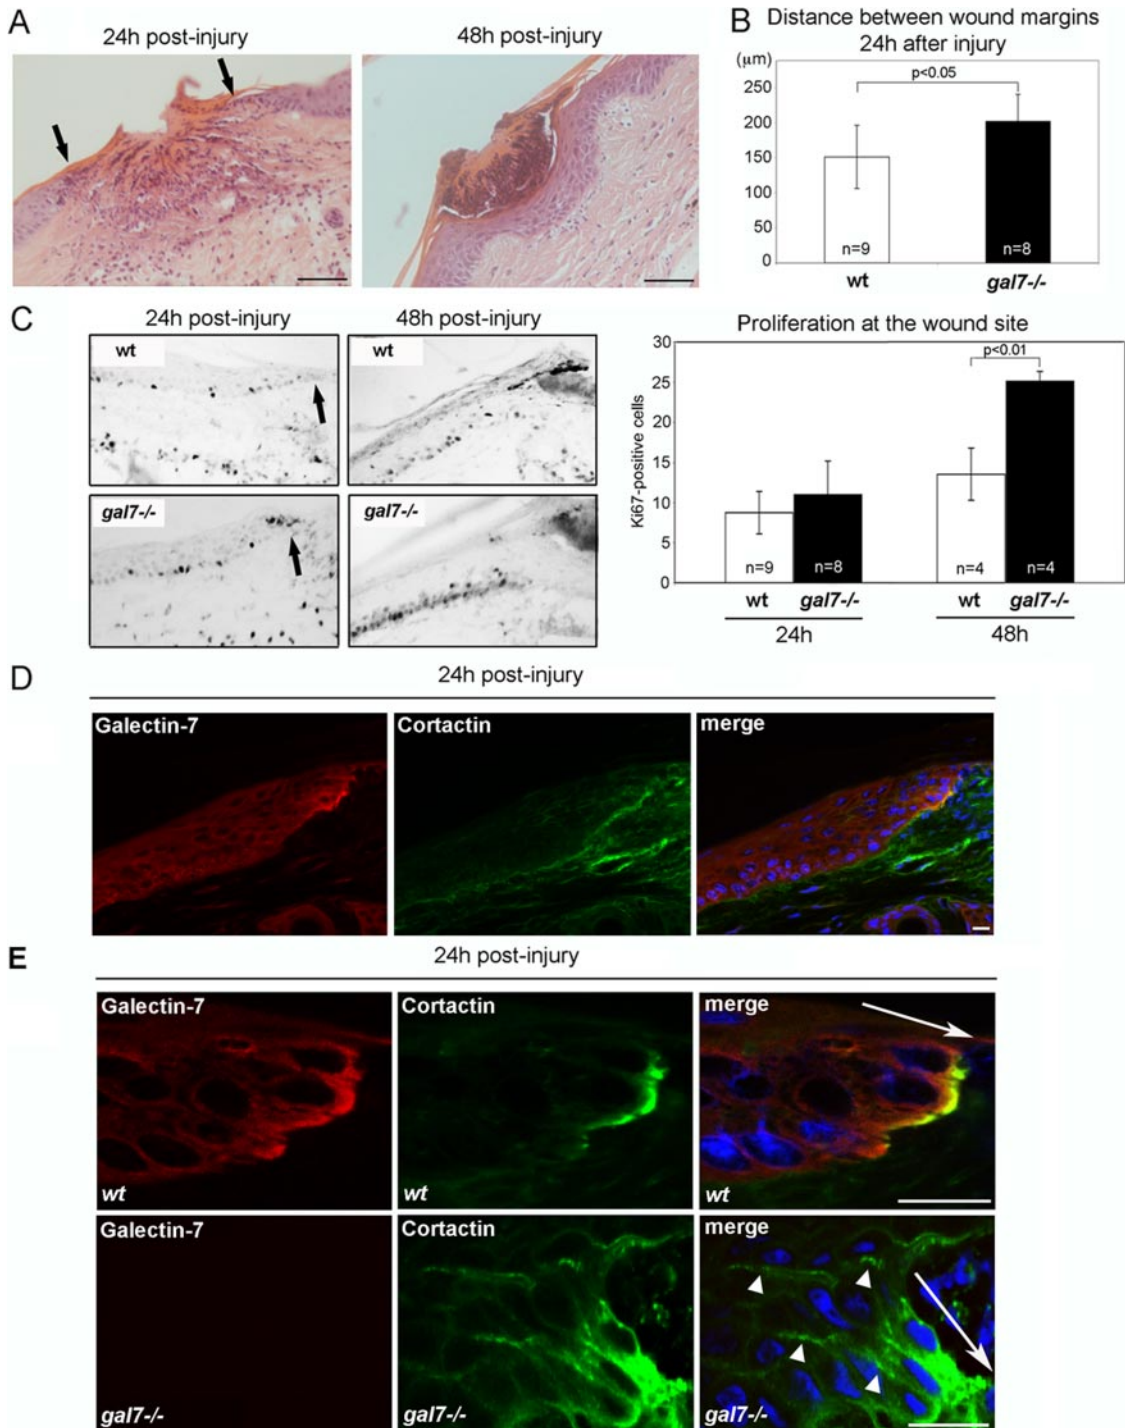 A
24h post-injury
48h post-injury
B
Distance between wound margins
24h after injury
(μm)
p<0.05
250
200
150
100
50
0
n=9
n=8
wt
gal7-/-
C
24h post-injury
48h post-injury
wt
wt
gal7-/-
gal7-/-
Proliferation at the wound site
Ki67-positive cells
30
25
20
15
10
5
0
p<0.01
n=9
n=8
n=4
n=4
wt
gal7-/-
wt
gal7-/-
24h
48h
D
24h post-injury
Galectin-7
Cortactin
merge
E
24h post-injury
Galectin-7
Cortactin
merge
wt
wt
wt
Galectin-7
Cortactin
merge
gal7-/-
gal7-/-
gal7-/-